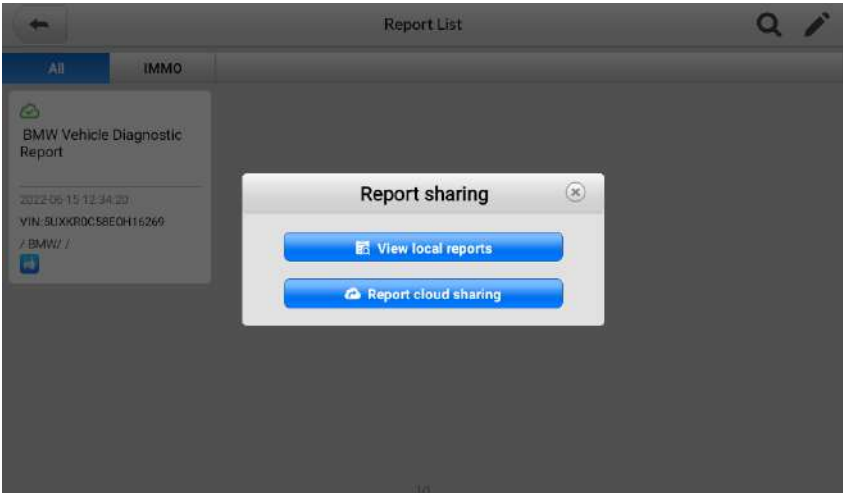 Report List
All
IMMO
BMW Vehicle Diagnostic
Report
2022-06-15 12:34:20
VIN:5UXKR0C58E0H16269
/ BMW/ /
Report sharing
View local reports
Report cloud sharing